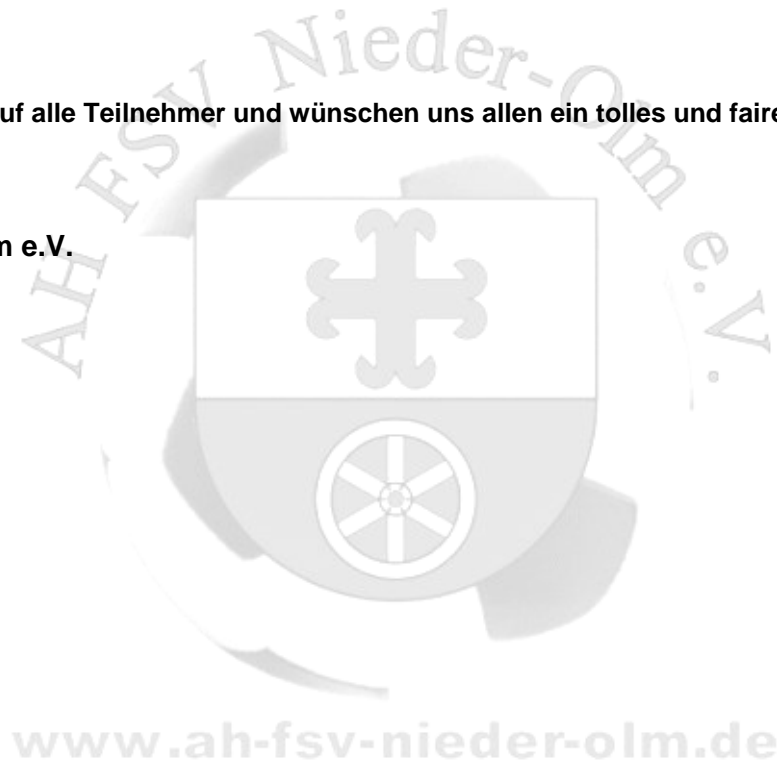 AH FSV Nieder-Olm e.V.
uf alle Teilnehmer und wünschen uns allen ein tolles und faire
m e.V.
www.ah-fsv-nieder-olm.de